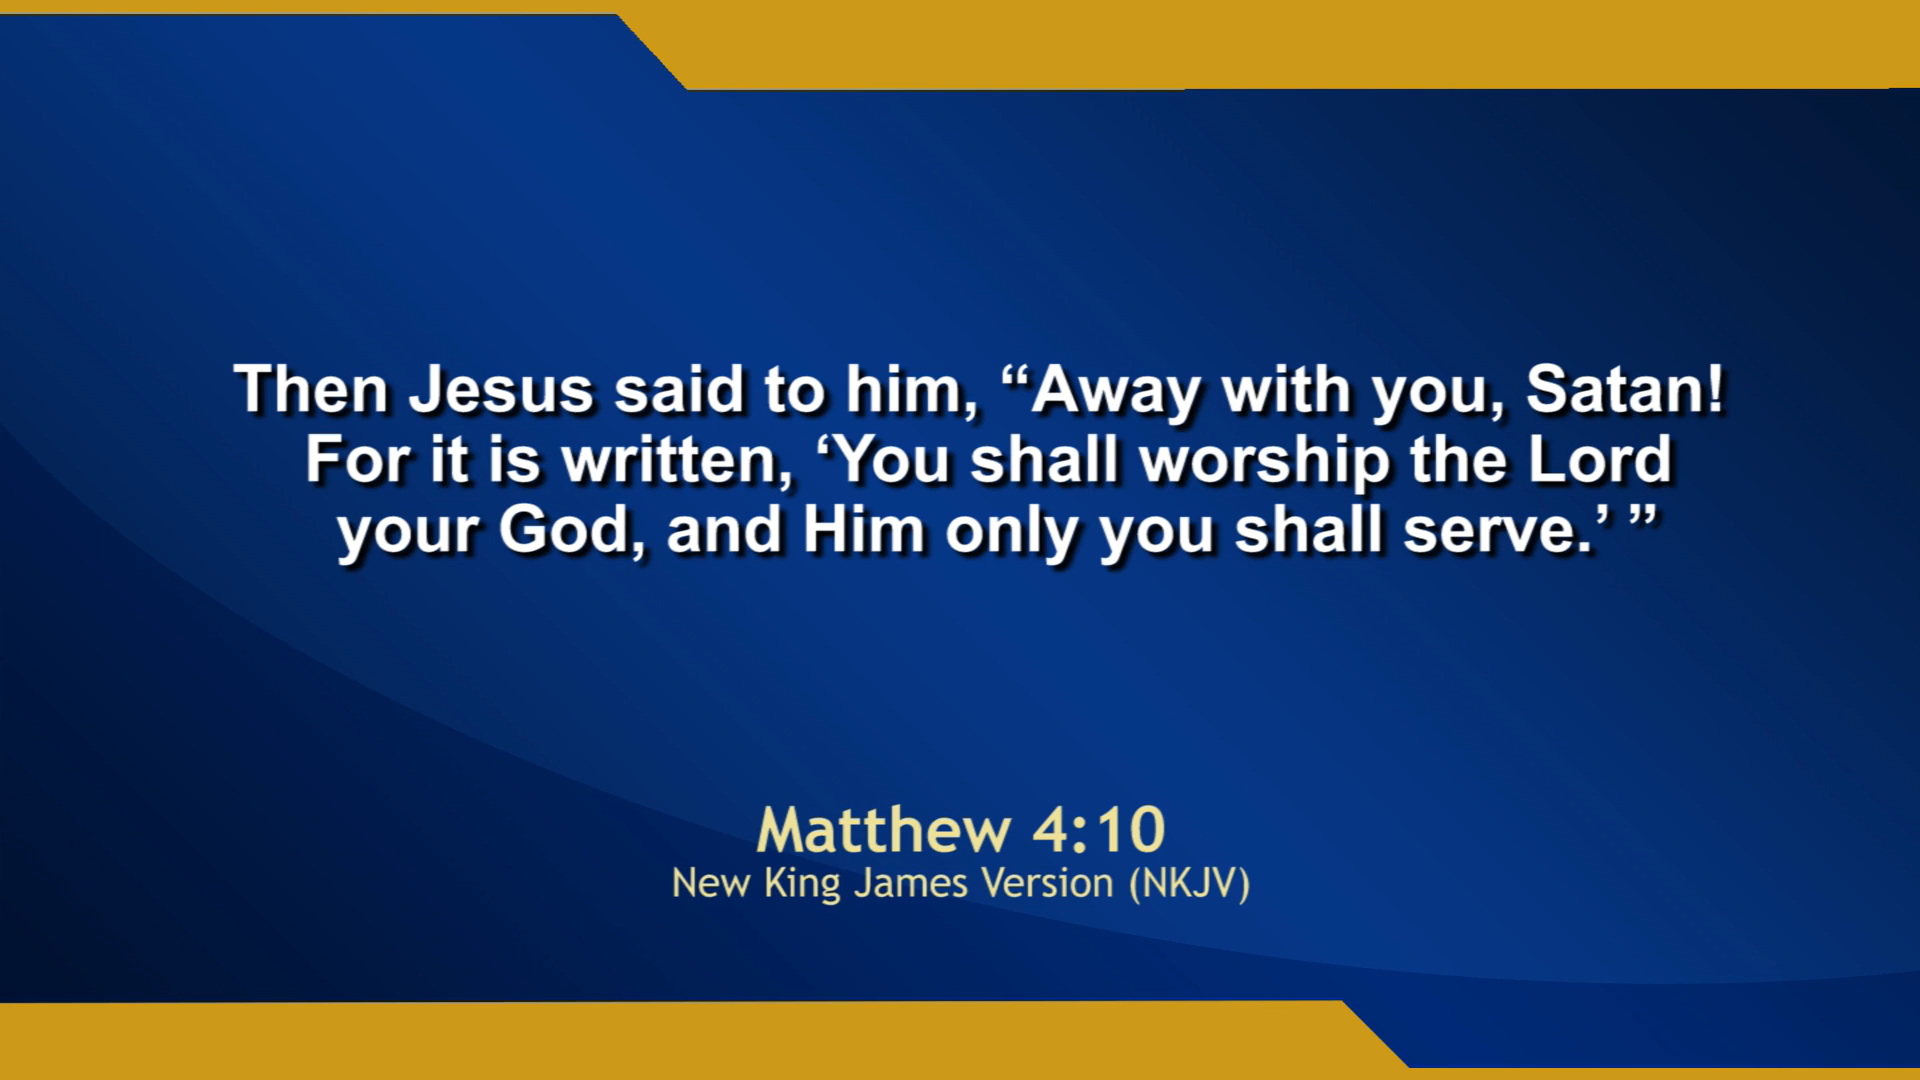 Then Jesus said to him, “Away with you, Satan!
For it is written, ‘You shall worship the Lord
your God, and Him only you shall serve.’ ”
Matthew 4:10
New King James Version (NKJV)